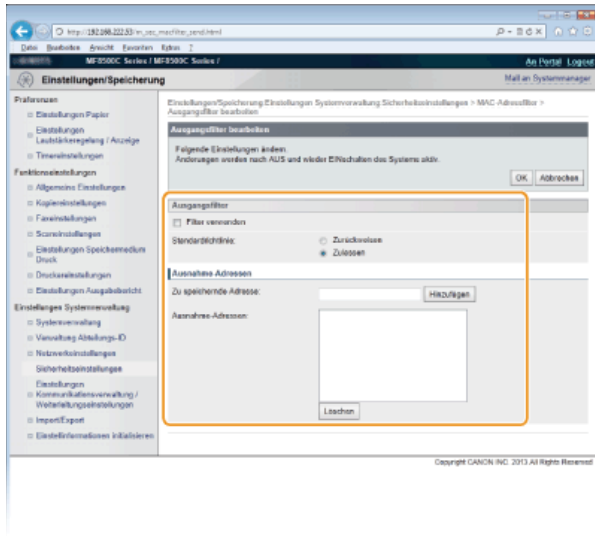 http://192.168.222.53/m_sec_macfilter_send.html
Datei Bearbeiten Ansicht Favoriten Extras ?
MF8500C Series / MF8500C Series /
An Portal Logout
Einstellungen/Speicherung
Mail an Systemmanager
Präferenzen
Einstellungen Papier
Einstellungen
Lautstärkeregelung / Anzeige
Timereinstellungen
Funktionseinstellungen
Allgemeine Einstellungen
Kopiereinstellungen
Faxeinstellungen
Scaneinstellungen
Einstellungen Speichermedium
Druck
Druckereinstellungen
Einstellungen Ausgabebericht
Einstellungen Systemverwaltung
Systemverwaltung
Verwaltung Abteilungs-ID
Netzwerkeinstellungen
Sicherheitseinstellungen
Einstellungen
Kommunikationsverwaltung /
Weiterleitungseinstellungen
Import/Export
Einstellinformationen initialisieren
Einstellungen/Speicherung:Einstellungen Systemverwaltung:Sicherheitseinstellungen > MAC-Adressfilter >
Ausgangsfilter bearbeiten
Ausgangsfilter bearbeiten
Folgende Einstellungen ändern.
Änderungen werden nach AUS und wieder EINschalten des Systems aktiv.
OK Abbrechen
Ausgangsfilter
Filter verwenden
Standardrichtlinie:
Zurückweisen
Zulassen
Ausnahme-Adressen
Zu speichernde Adresse:
Hinzufügen
Ausnahme-Adressen:
Löschen
Copyright CANON INC. 2013 All Rights Reserved